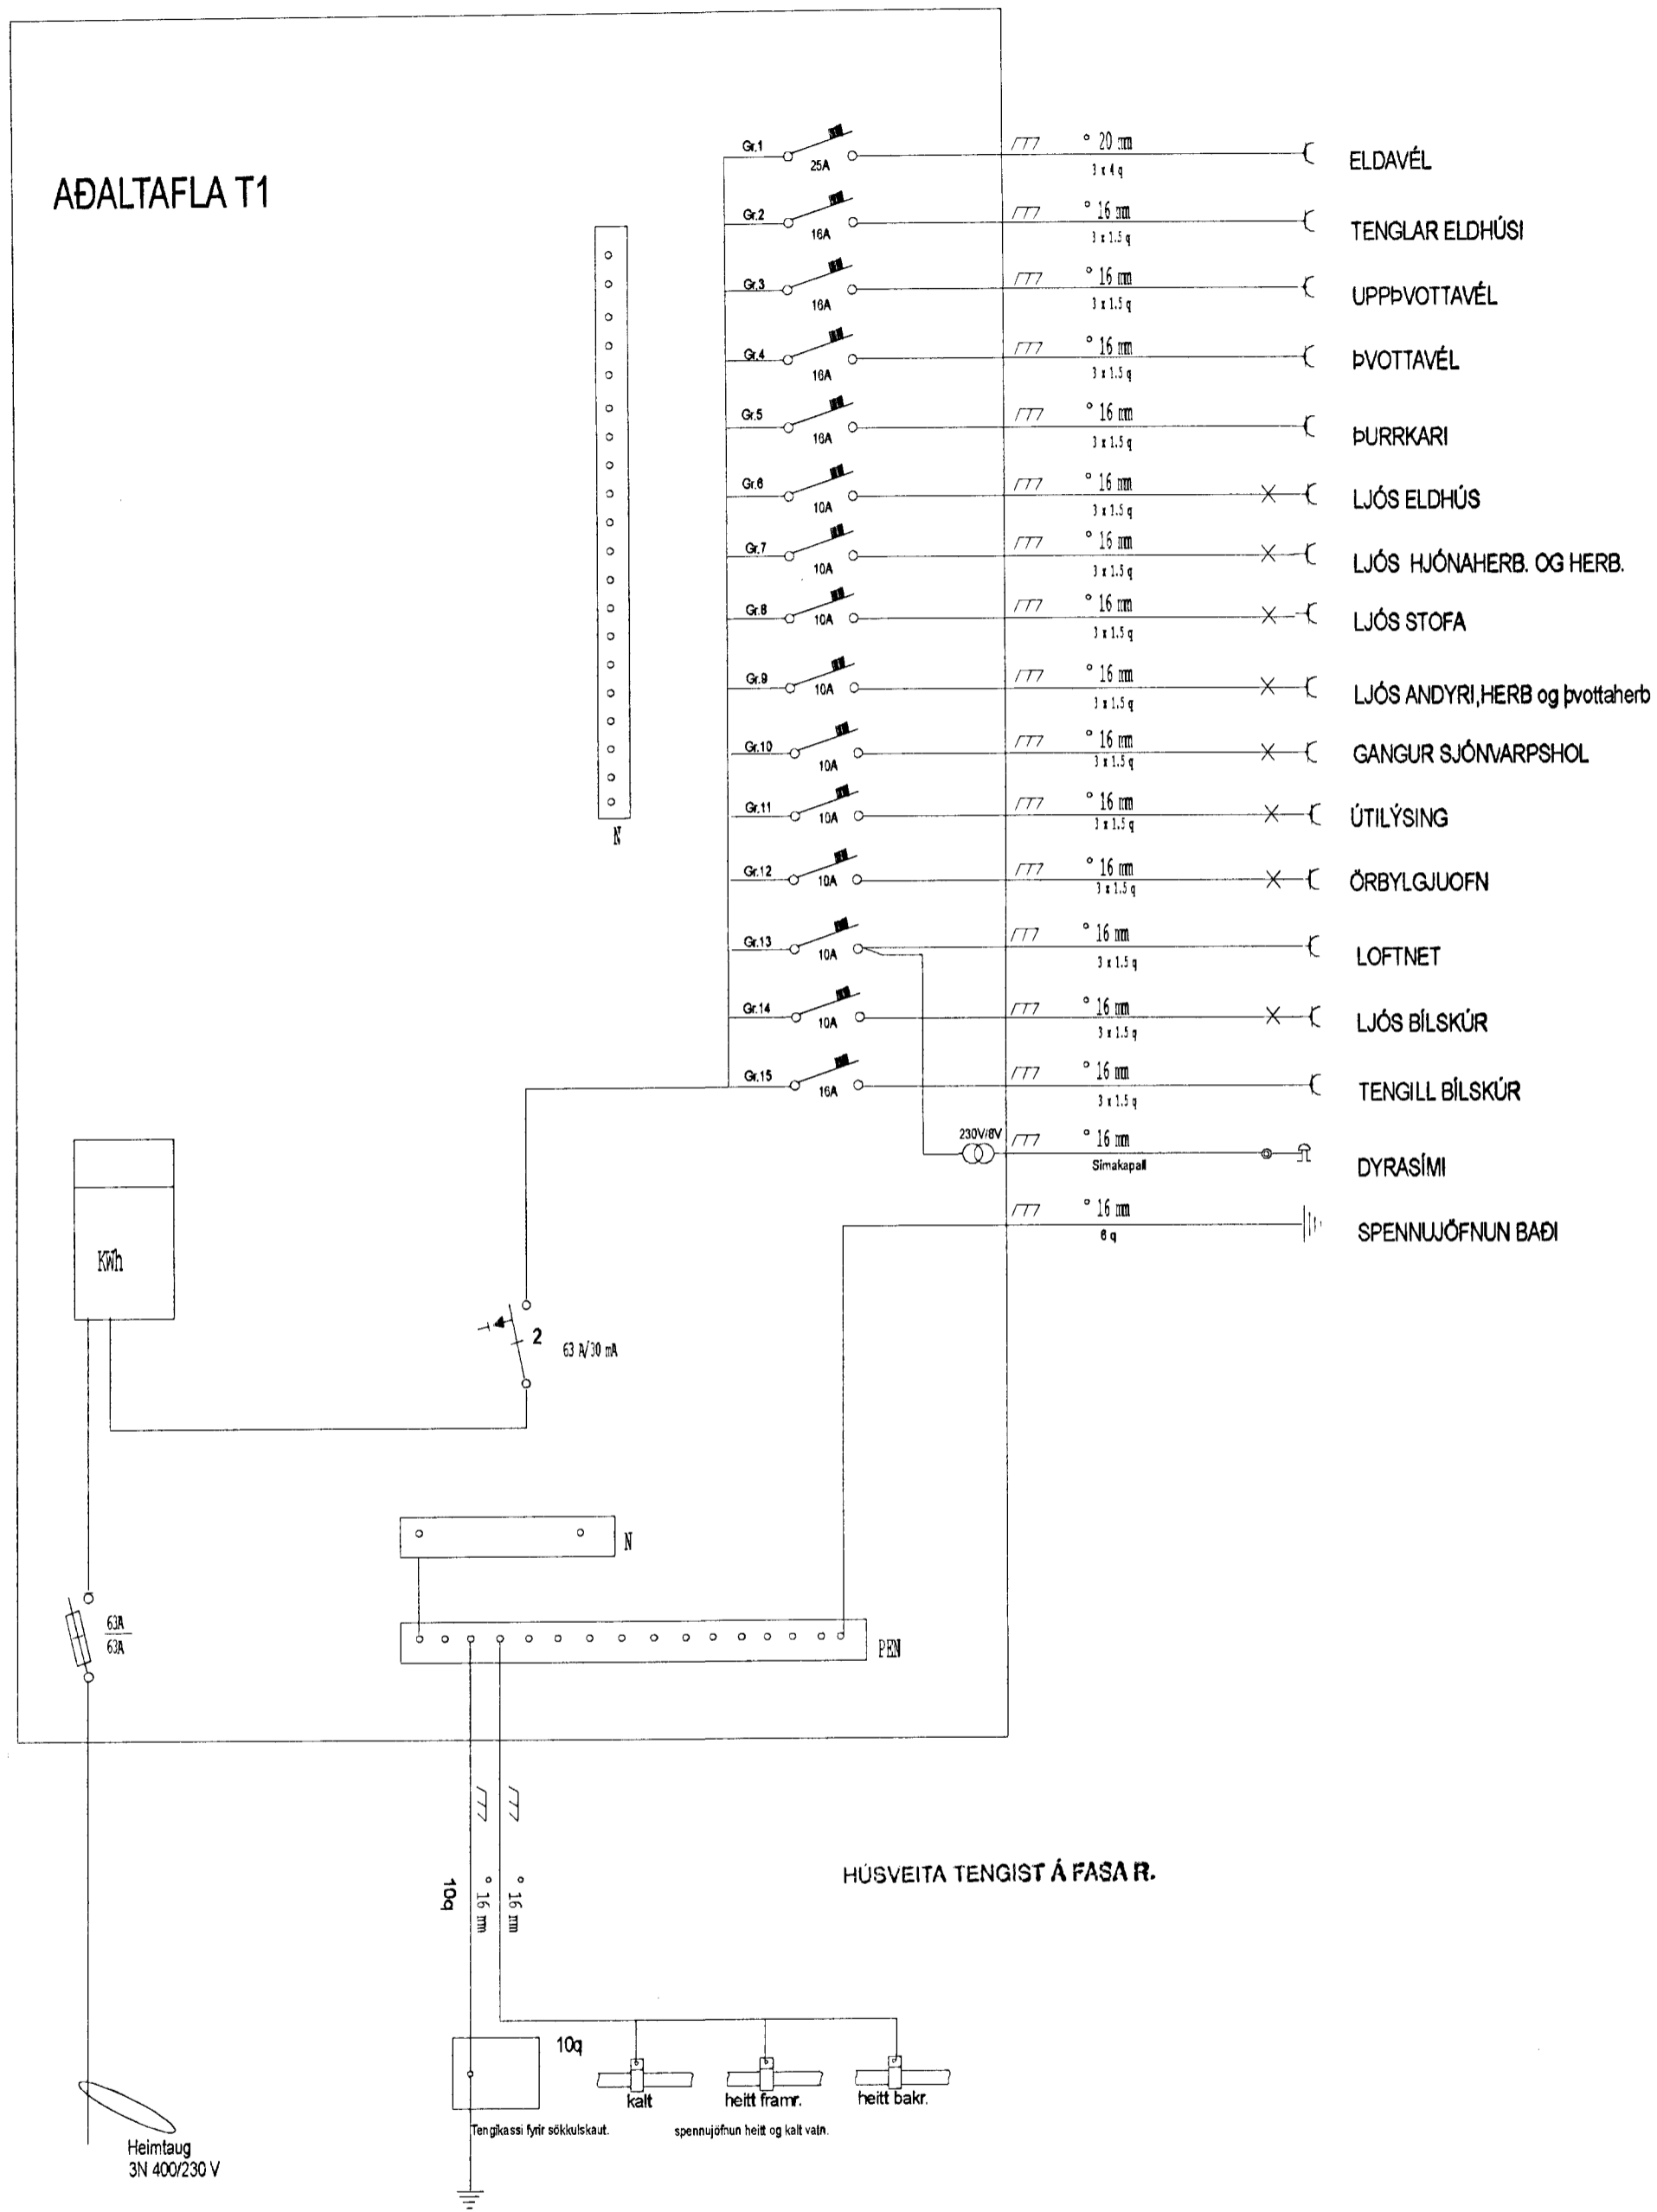 AÐALTAFLA T1
Gr.1 25A ° 20 mm 3 x 4 q ELDAVÉL
Gr.2 16A ° 16 mm 3 x 1.5 q TENGLAR ELDHÚSI
Gr.3 16A ° 16 mm 3 x 1.5 q UPPÞVOTTAVÉL
Gr.4 16A ° 16 mm 3 x 1.5 q ÞVOTTAVÉL
Gr.5 16A ° 16 mm 3 x 1.5 q ÞURRKARI
Gr.6 10A ° 16 mm 3 x 1.5 q LJÓS ELDHÚS
Gr.7 10A ° 16 mm 3 x 1.5 q LJÓS HJÓNAHERB. OG HERB.
Gr.8 10A ° 16 mm 3 x 1.5 q LJÓS STOFA
Gr.9 10A ° 16 mm 3 x 1.5 q LJÓS ANDYRI,HERB og þvottaherb
Gr.10 10A ° 16 mm 3 x 1.5 q GANGUR SJÓNVARPSHOL
Gr.11 10A ° 16 mm 3 x 1.5 q ÚTILÝSING
Gr.12 10A ° 16 mm 3 x 1.5 q ÖRBYLGJUOFN
Gr.13 10A ° 16 mm 3 x 1.5 q LOFTNET
Gr.14 10A ° 16 mm 3 x 1.5 q LJÓS BÍLSKÚR
Gr.15 16A ° 16 mm 3 x 1.5 q TENGILL BÍLSKÚR
230V/8V ° 16 mm Símakapall DYRASÍMI
° 16 mm 6 q SPENNUJÖFNUN BAÐI
N
KWh
2 63 A/30 mA
N
63A
63A
PEN
10q ° 16 mm ° 16 mm
HÚSVEITA TENGIST Á FASA R.
10q
kalt heitt framr. heitt bakr.
Tengikassi fyrir sökkulskaut. spennujöfnun heitt og kalt vatn.
Heimtaug
3N 400/230 V